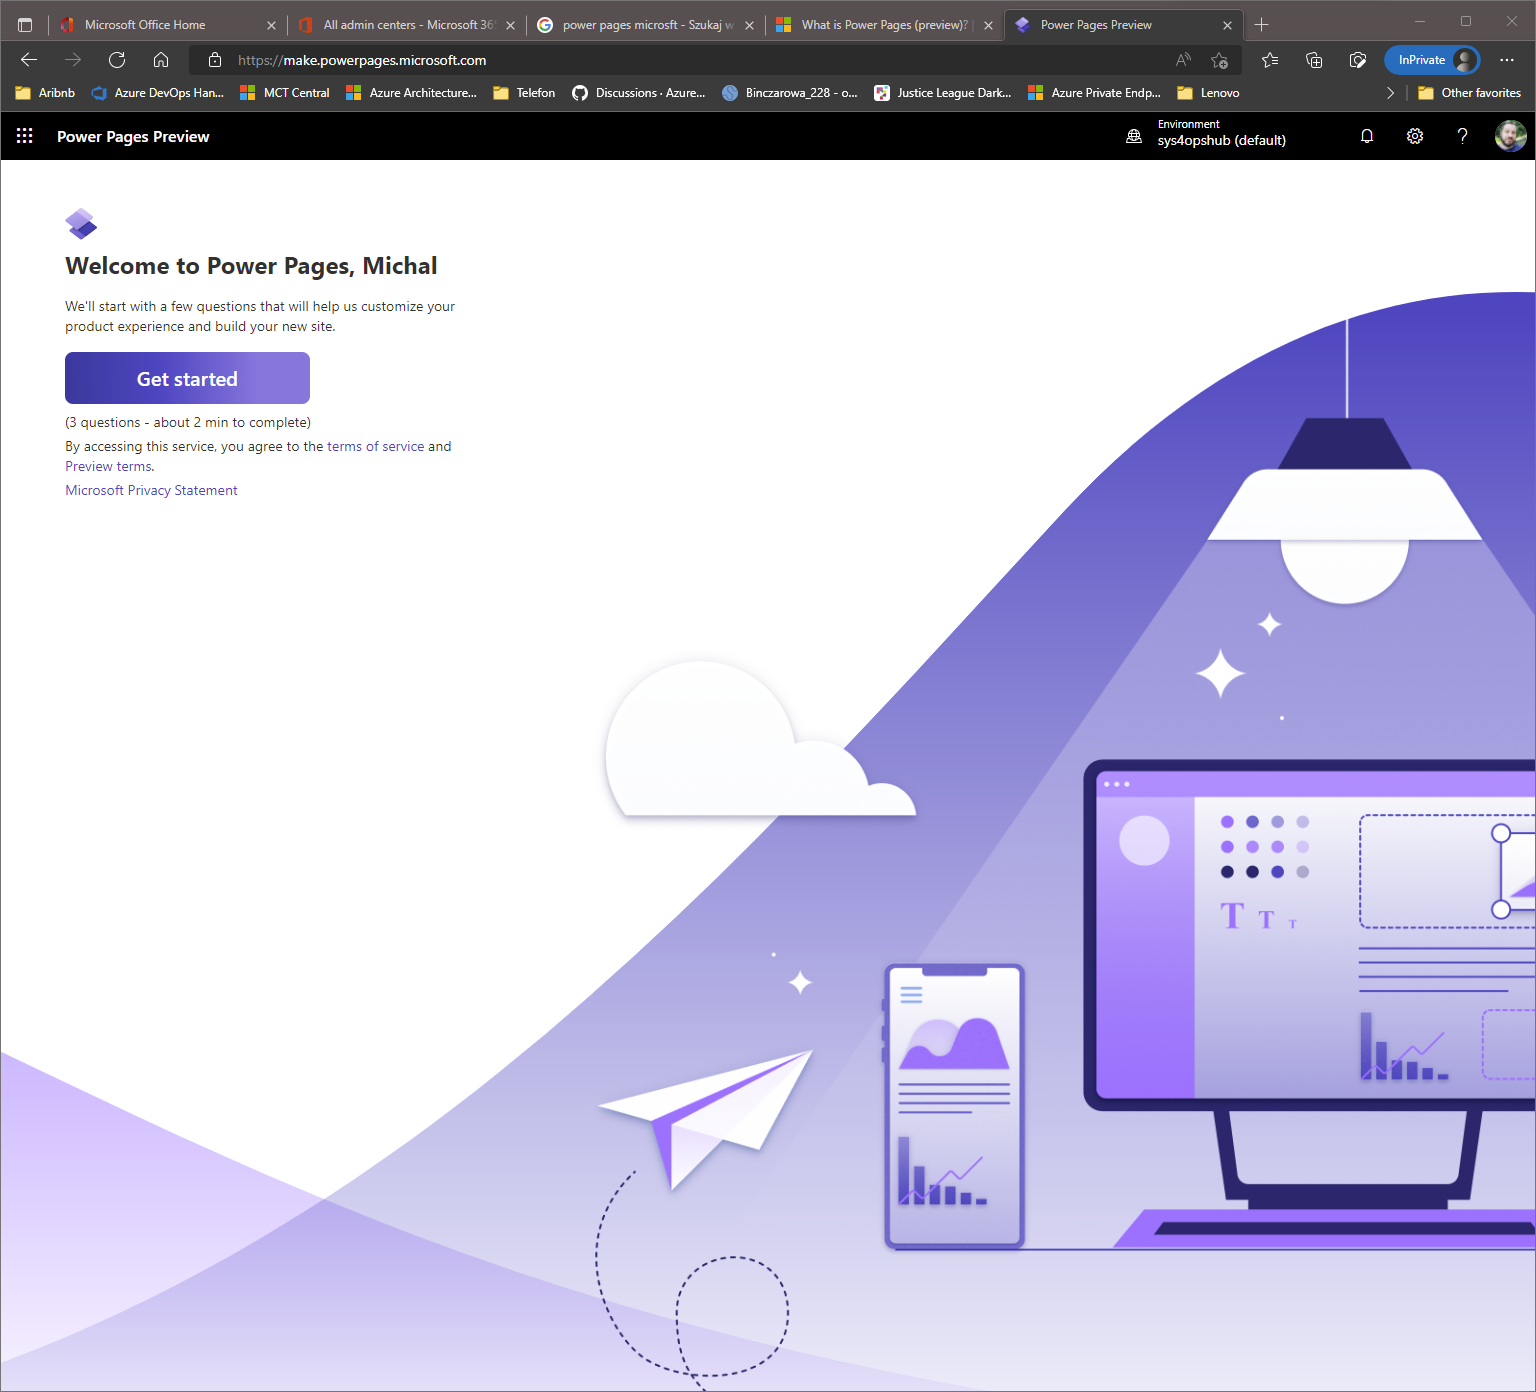 Microsoft Office Home
All admin centers - Microsoft 365
power pages microsft - Szukaj w
What is Power Pages (preview)? |
Power Pages Preview
https://make.powerpages.microsoft.com
InPrivate
Aribnb
Azure DevOps Han...
MCT Central
Azure Architecture...
Telefon
Discussions · Azure...
Binczarowa_228 - o...
Justice League Dark...
Azure Private Endp...
Lenovo
Other favorites
Power Pages Preview
Environment
sys4opshub (default)
Welcome to Power Pages, Michal
We'll start with a few questions that will help us customize your
product experience and build your new site.
Get started
(3 questions - about 2 min to complete)
By accessing this service, you agree to the terms of service and
Preview terms.
Microsoft Privacy Statement
T T T